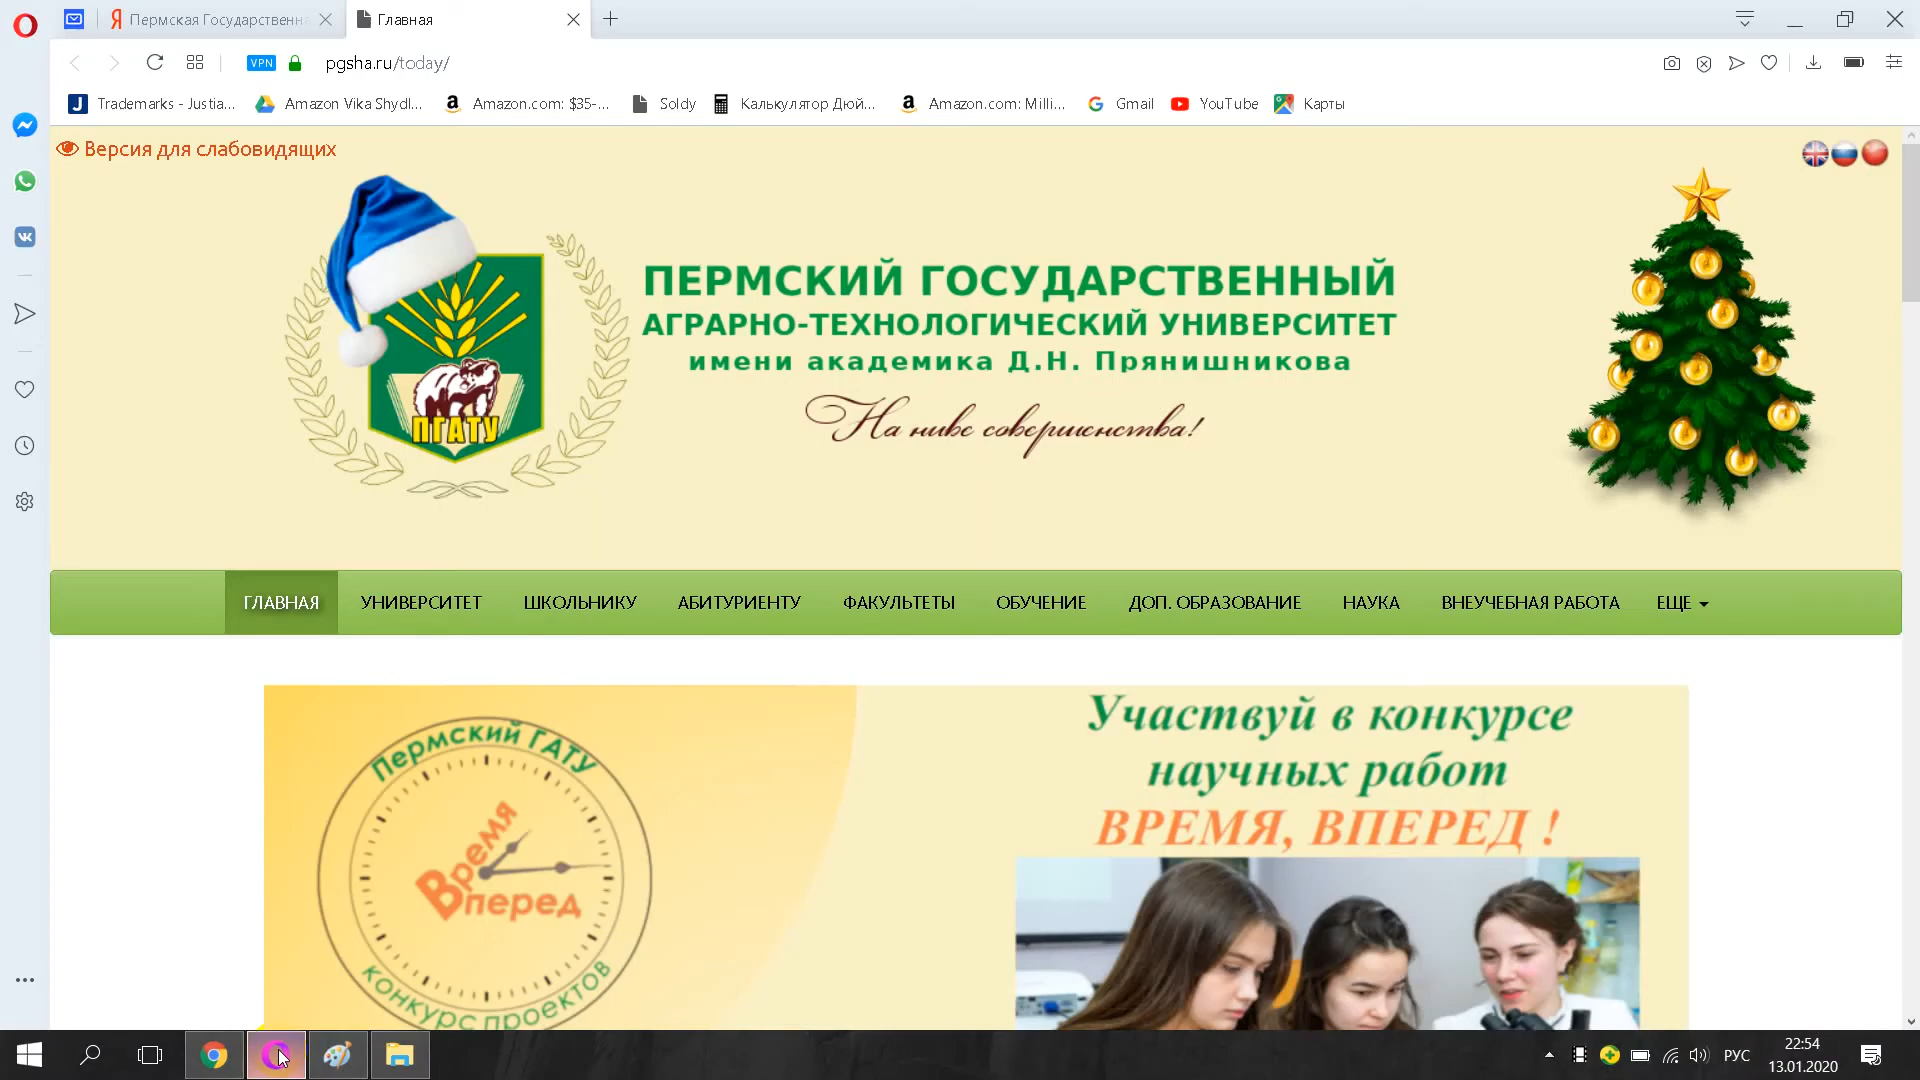 Пермская Государственн
Главная
VPN
pgsha.ru/today/
Trademarks - Justia...
Amazon Vika Shydl...
Amazon.com: $35-...
Soldy
Калькулятор Дюй...
Amazon.com: Milli...
Gmail
YouTube
Карты
Версия для слабовидящих
ПЕРМСКИЙ ГОСУДАРСТВЕННЫЙ
АГРАРНО-ТЕХНОЛОГИЧЕСКИЙ УНИВЕРСИТЕТ
имени академика Д.Н. Прянишникова
На ниве совершенства!
ПГАТУ
ГЛАВНАЯ
УНИВЕРСИТЕТ
ШКОЛЬНИКУ
АБИТУРИЕНТУ
ФАКУЛЬТЕТЫ
ОБУЧЕНИЕ
ДОП. ОБРАЗОВАНИЕ
НАУКА
ВНЕУЧЕБНАЯ РАБОТА
ЕЩЕ
Пермский ГАТУ
Время
Вперед
конкурс проектов
Участвуй в конкурсе
научных работ
ВРЕМЯ, ВПЕРЕД !
РУС
22:54
13.01.2020